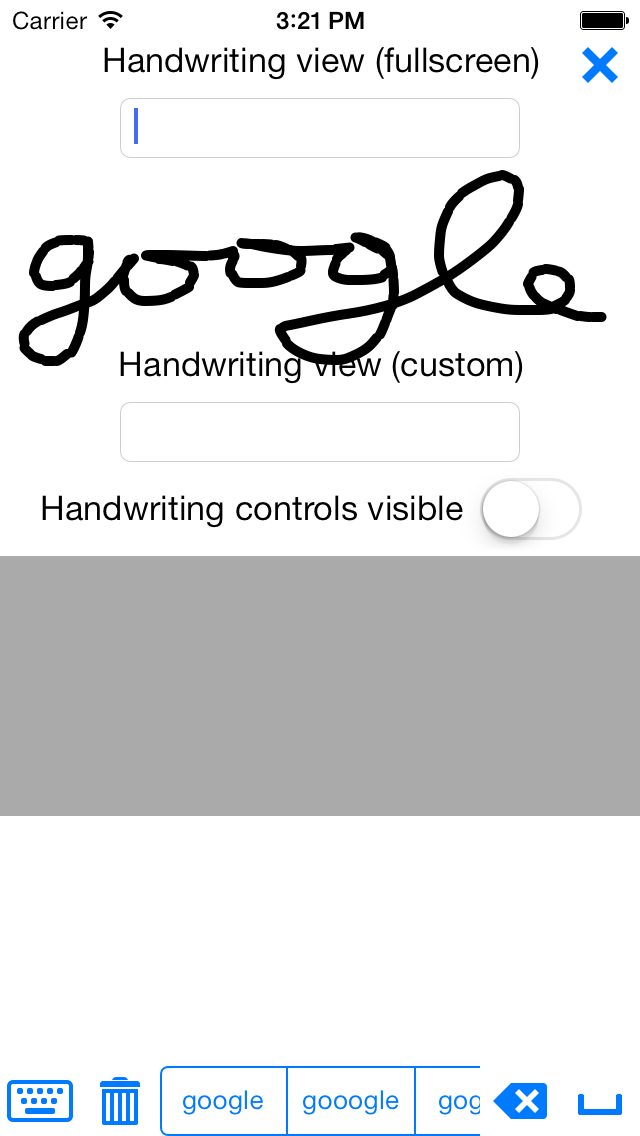 Carrier 3:21 PM
Handwriting view (fullscreen)
google
Handwriting view (custom)
Handwriting controls visible
google gooogle gog